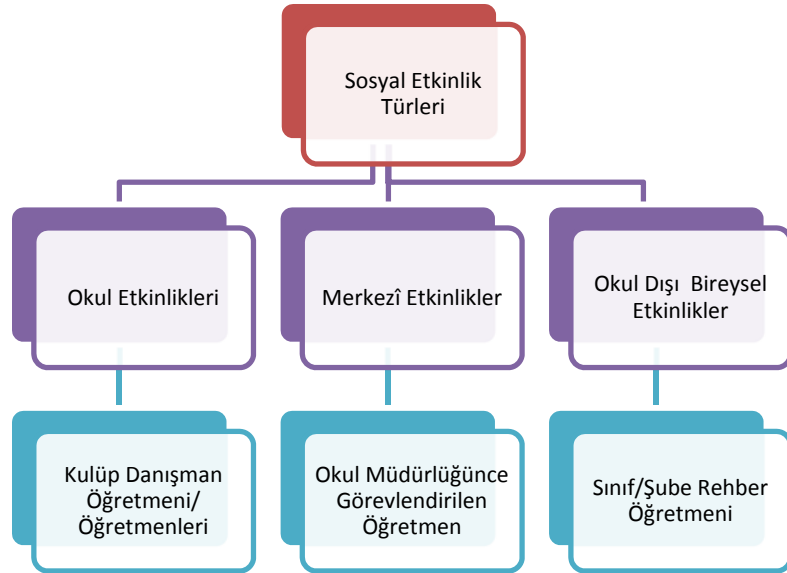 Sosyal Etkinlik
Türleri
Okul Etkinlikleri
Merkezî Etkinlikler
Okul Dışı Bireysel
Etkinlikler
Kulüp Danışman
Öğretmeni/
Öğretmenleri
Okul Müdürlüğünce
Görevlendirilen
Öğretmen
Sınıf/Şube Rehber
Öğretmeni